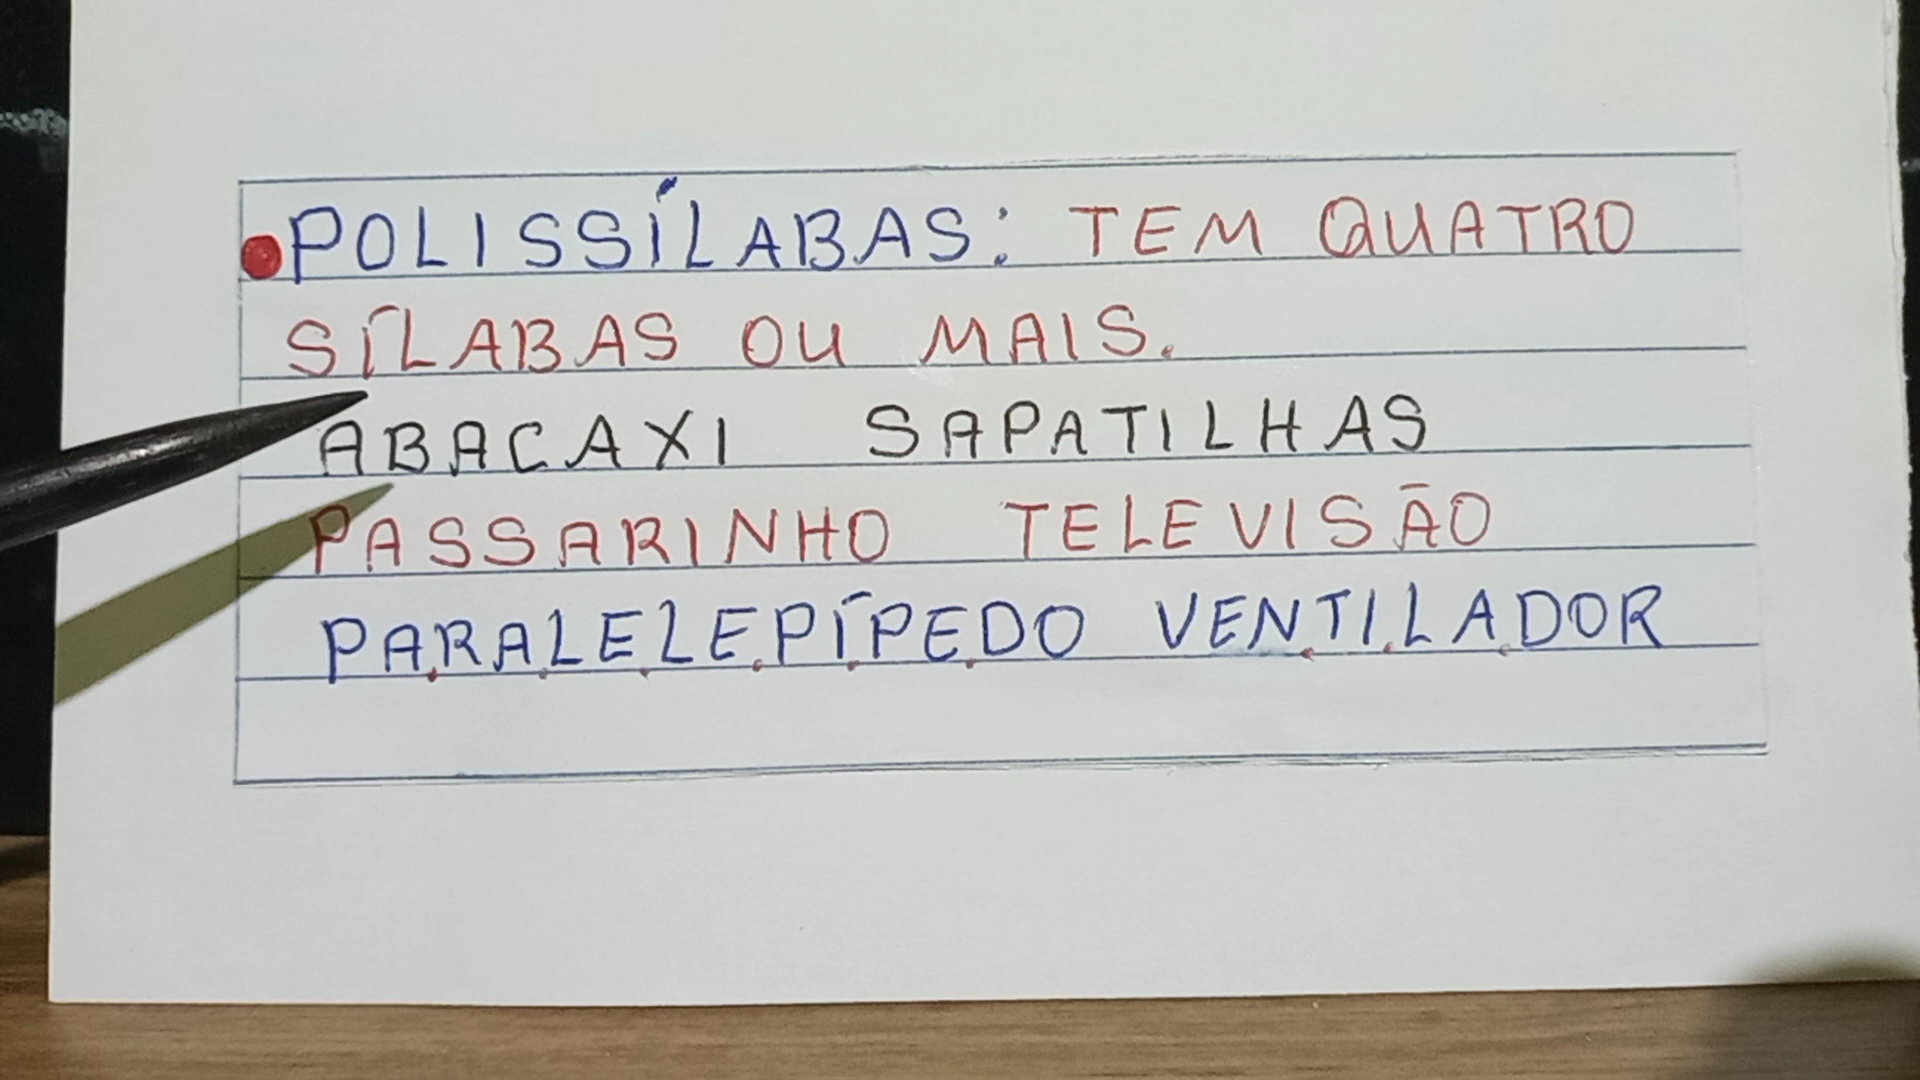 POLISSÍLABAS: TEM QUATRO
SÍLABAS OU MAIS.
ABACAXI SAPATILHAS
PASSARINHO TELEVISÃO
PARALELEPÍPEDO VENTILADOR